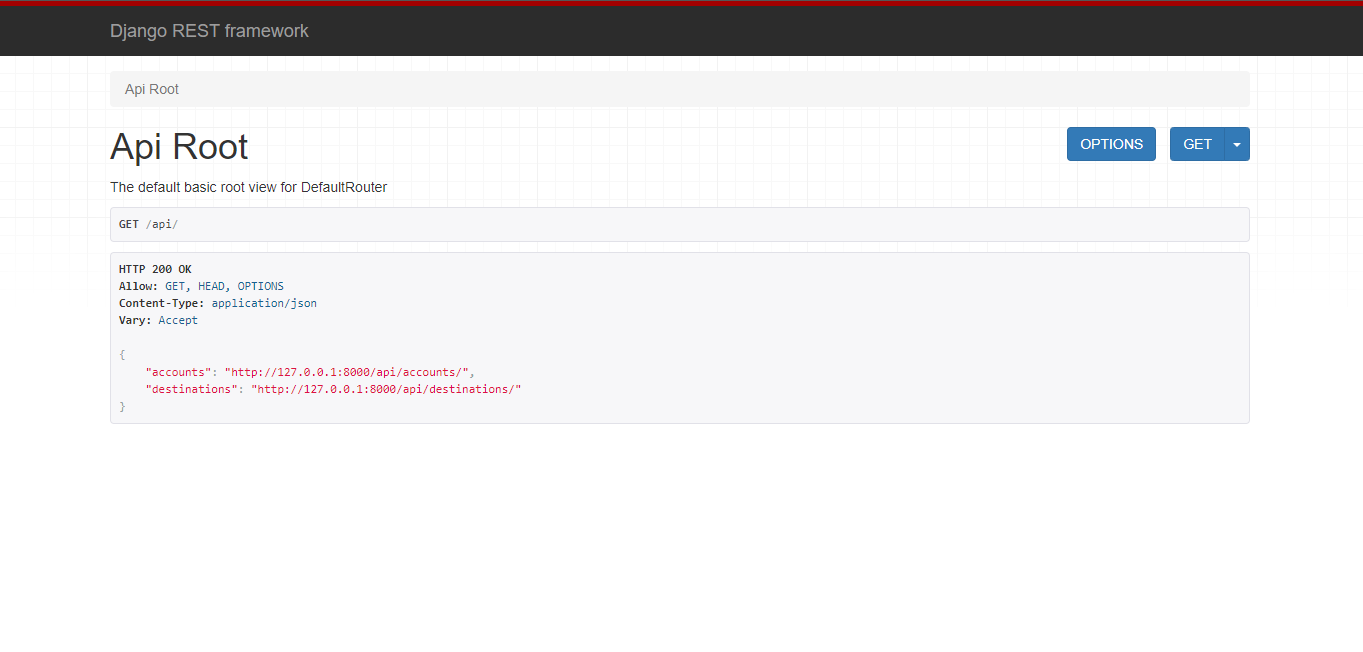 Django REST framework
Api Root
Api Root
OPTIONS
GET
The default basic root view for DefaultRouter
GET /api/
HTTP 200 OK
Allow: GET, HEAD, OPTIONS
Content-Type: application/json
Vary: Accept
{
    "accounts": "http://127.0.0.1:8000/api/accounts/",
    "destinations": "http://127.0.0.1:8000/api/destinations/"
}